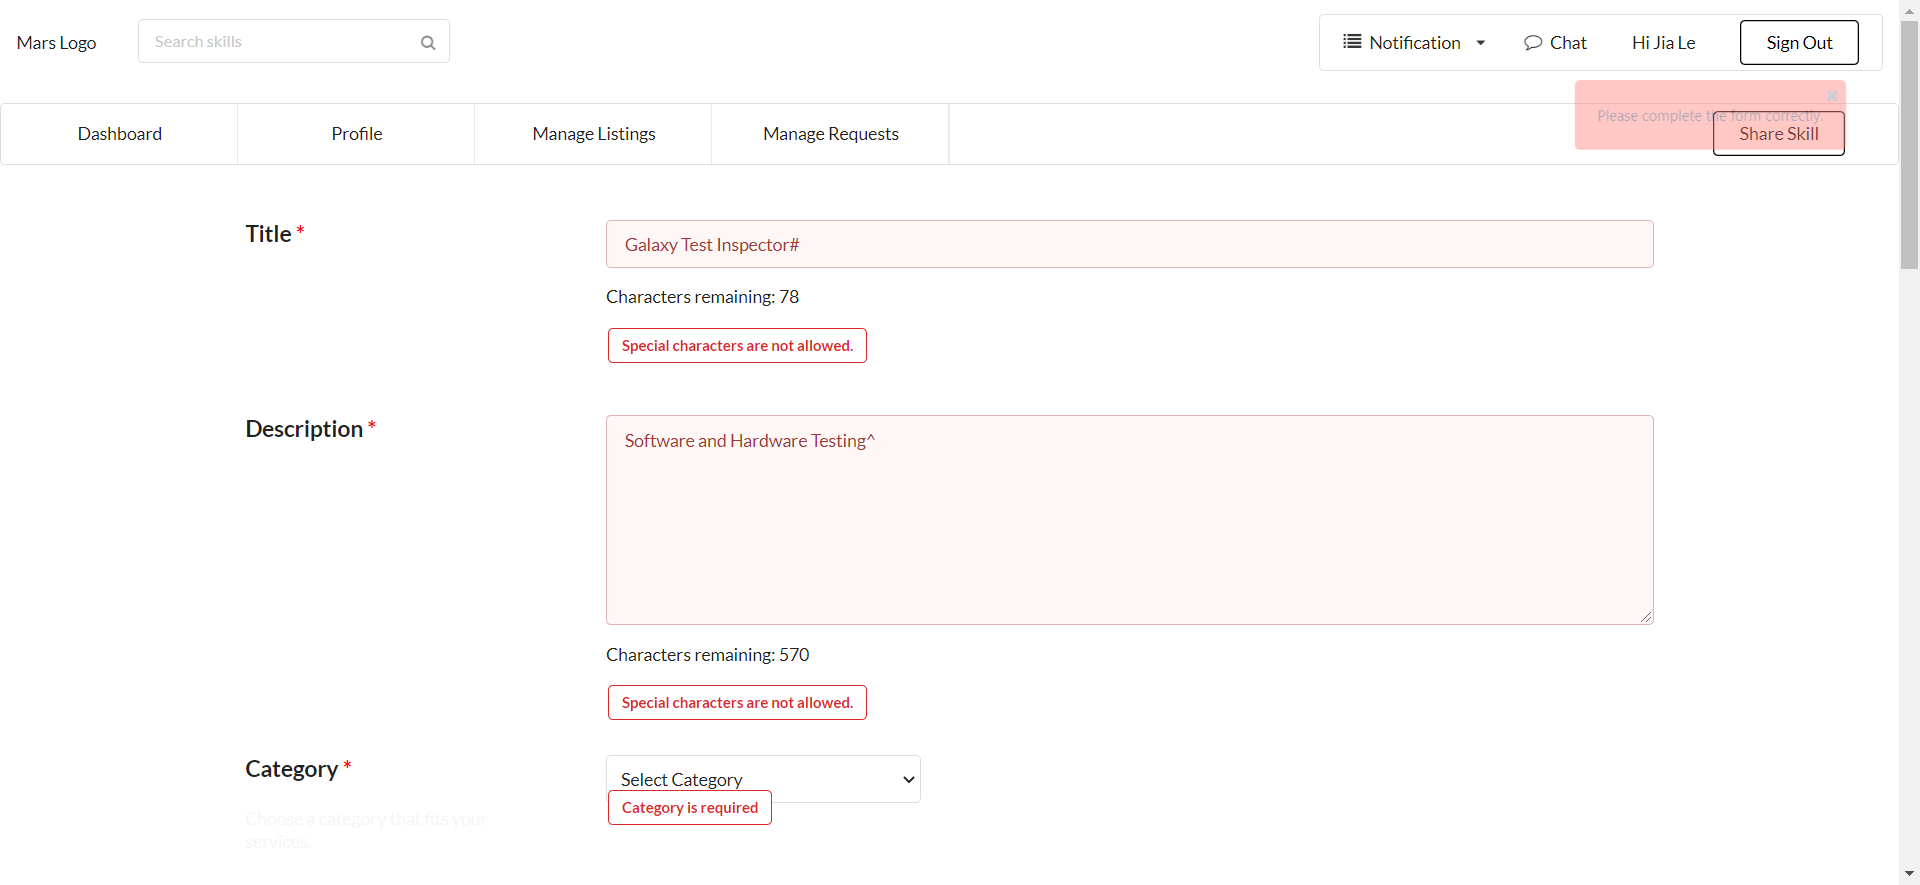 Mars Logo
Search skills
Notification
Chat
Hi Jia Le
Sign Out
Please complete the form correctly.
Dashboard
Profile
Manage Listings
Manage Requests
Share Skill
Title *
Galaxy Test Inspector#
Characters remaining: 78
Special characters are not allowed.
Description *
Software and Hardware Testing^
Characters remaining: 570
Special characters are not allowed.
Category *
Select Category
Category is required
Choose a category that fits your
services.